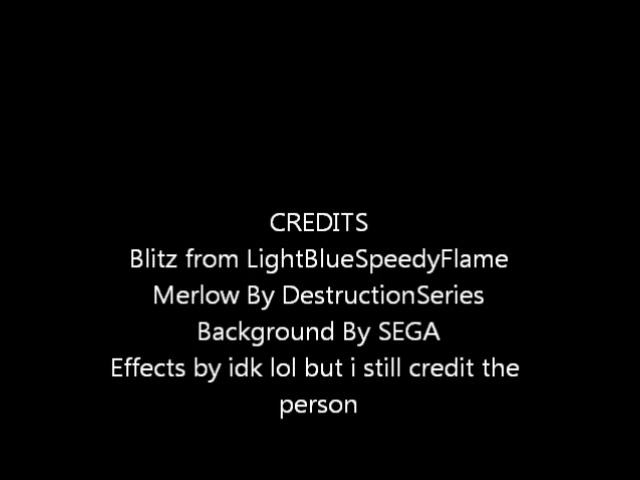 CREDITS
Blitz from LightBlueSpeedyFlame
Merlow By DestructionSeries
Background By SEGA
Effects by idk lol but i still credit the
person